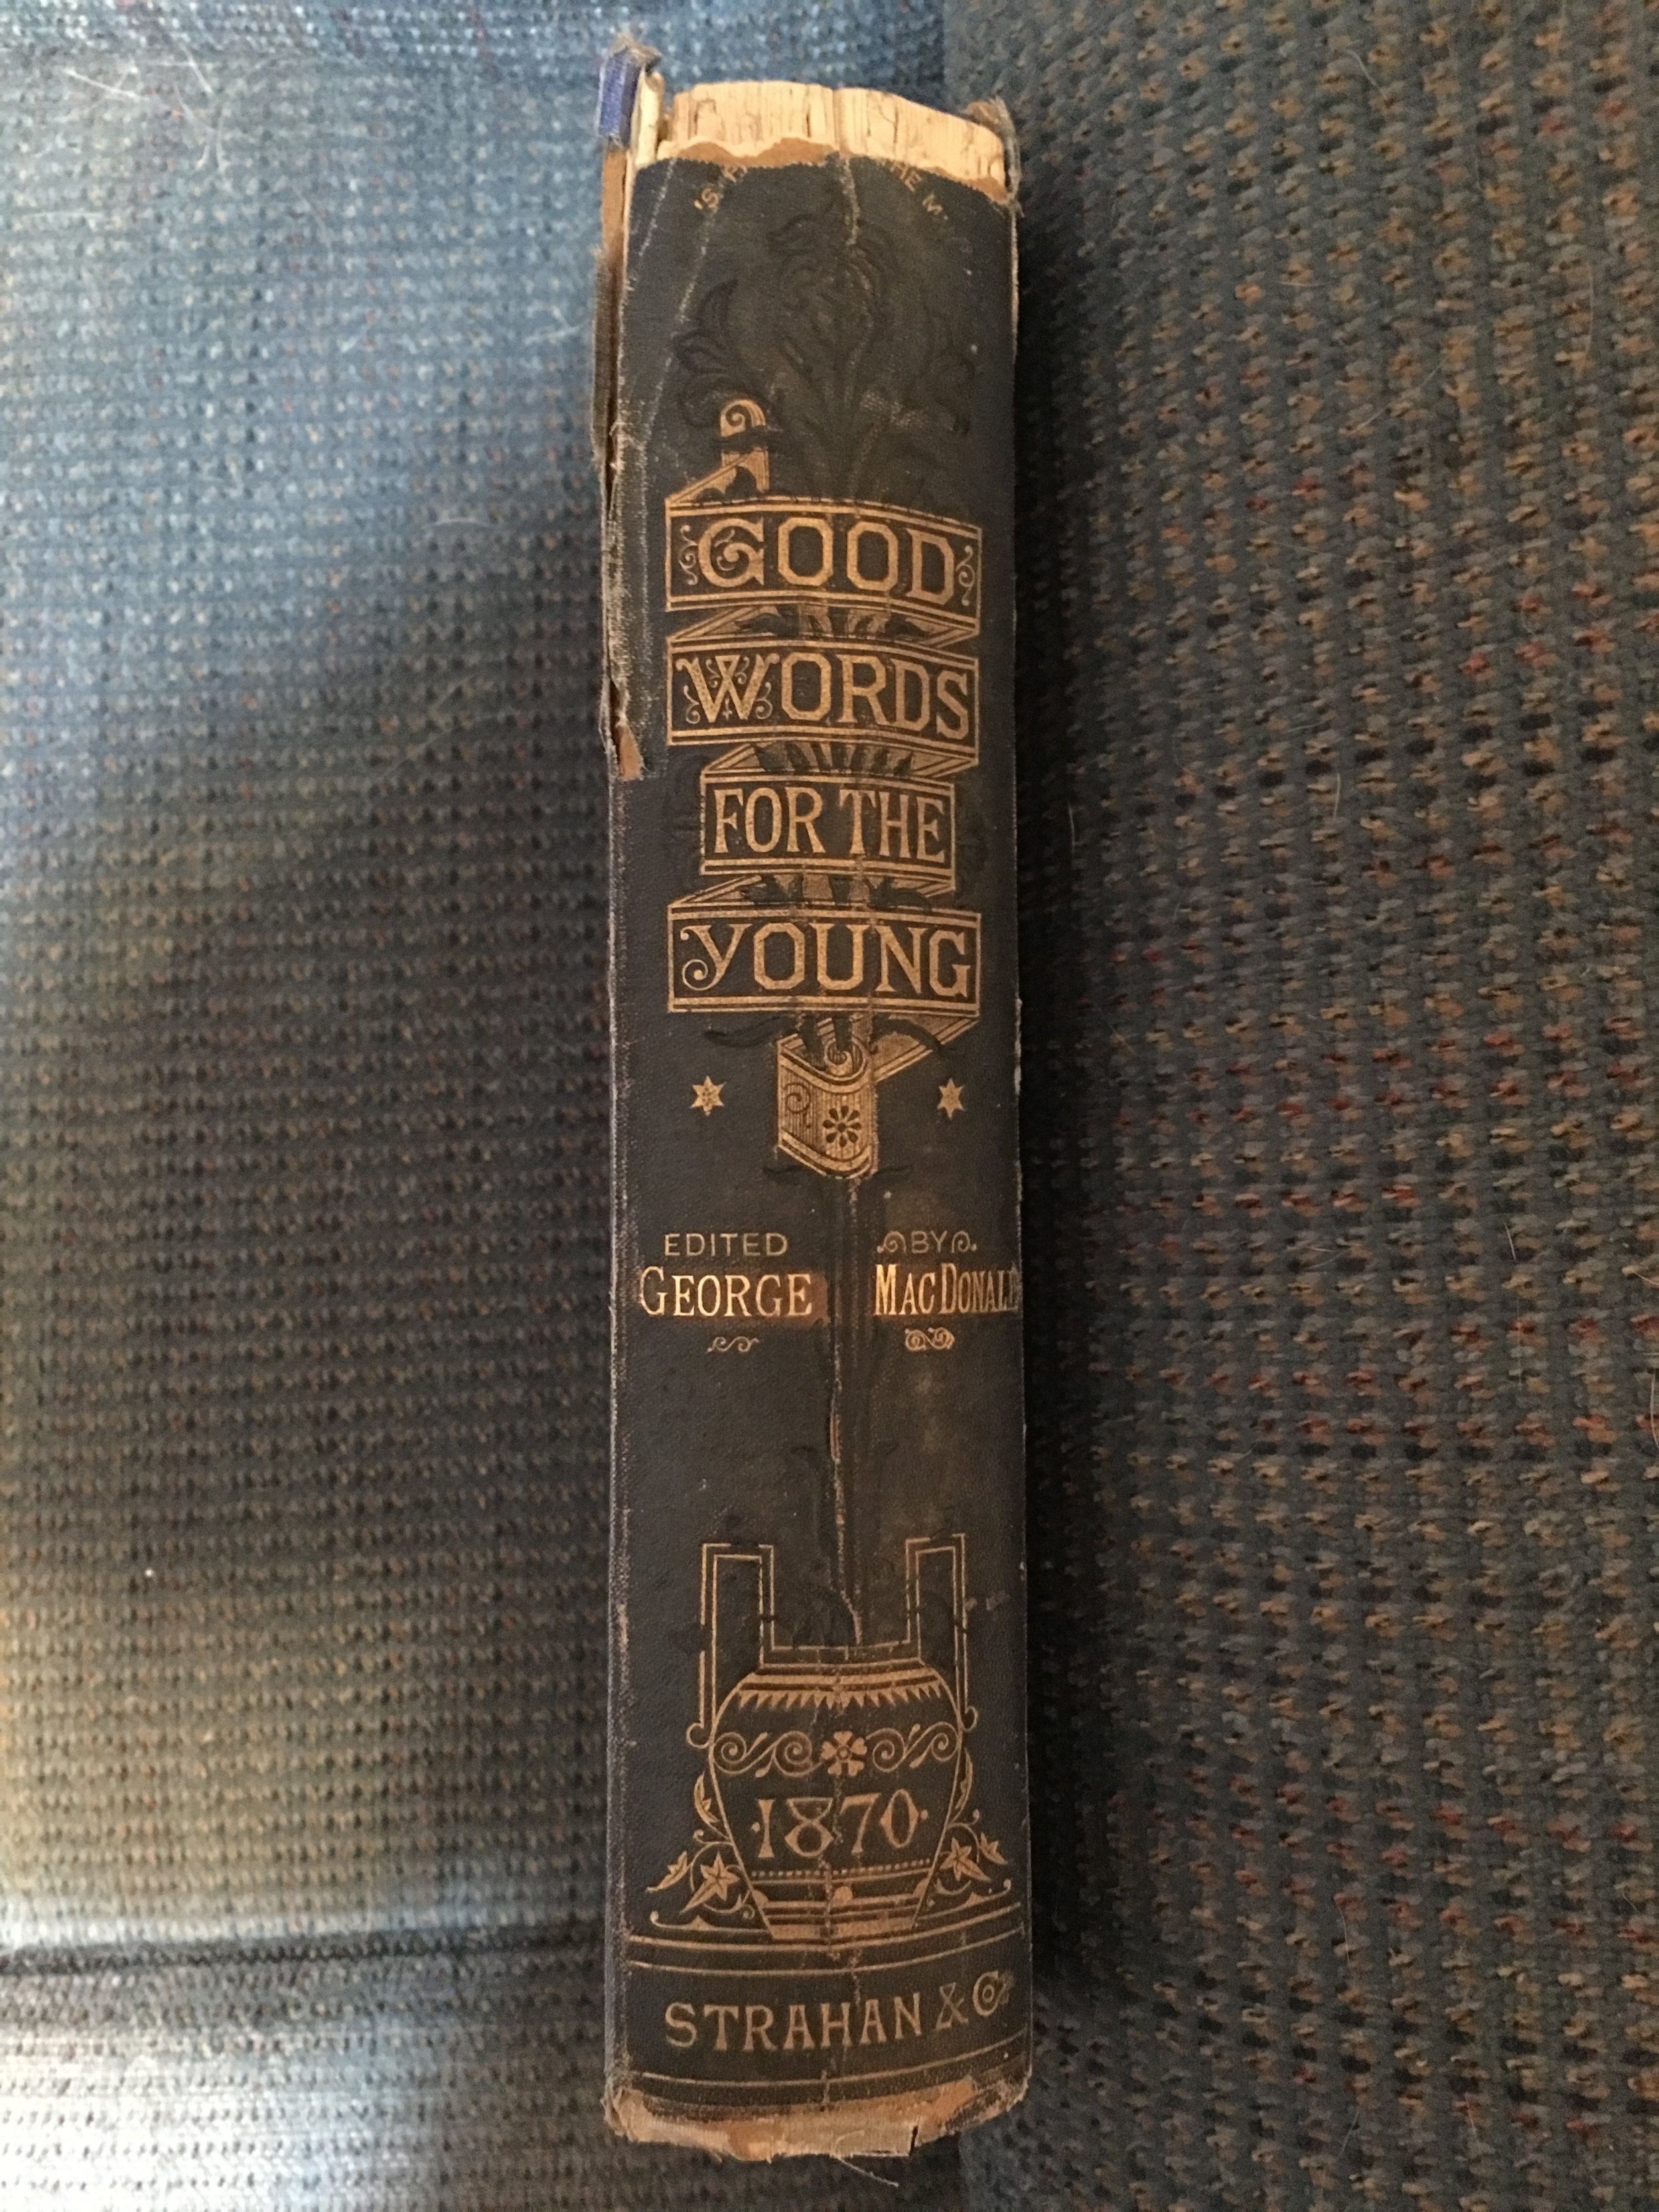 GOOD
WORDS
FOR THE
YOUNG
EDITED BY
GEORGE MACDONALD
·1870·
STRAHAN & Co